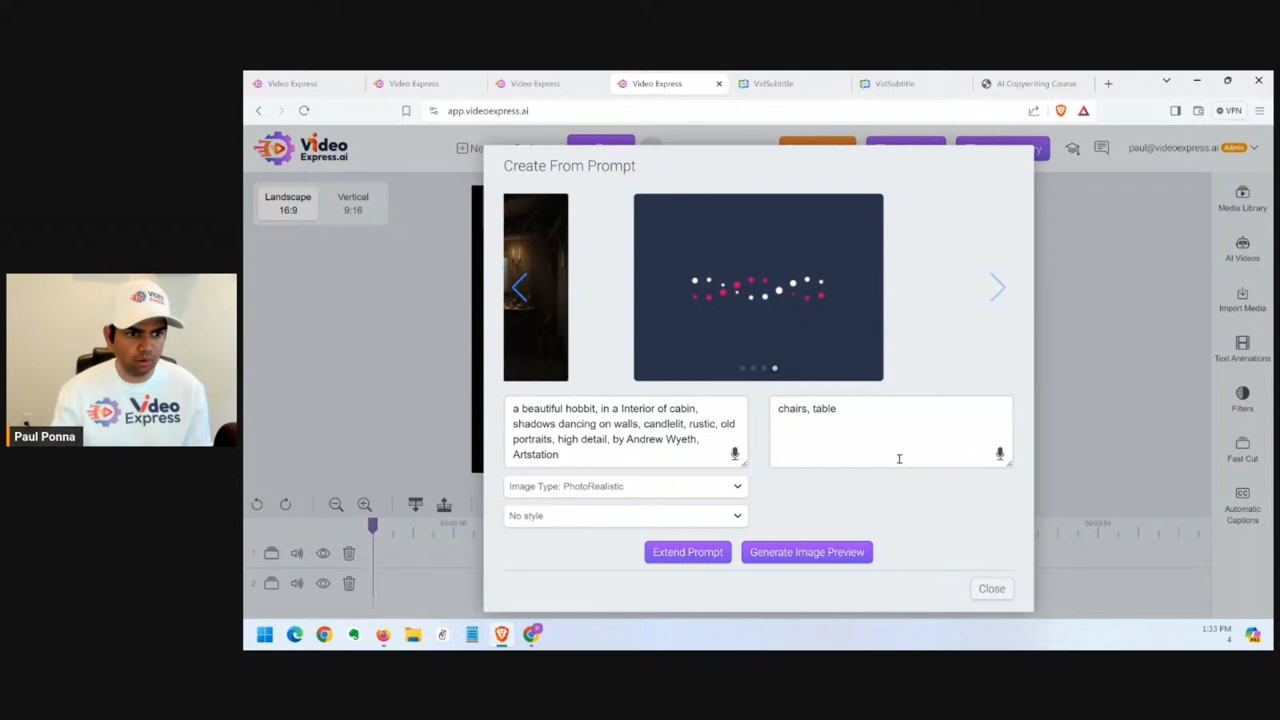 Video Express
Video Express
Video Express
Video Express
VidSubtitle
VidSubtitle
AI Copywriting Course
app.videoexpress.ai
VPN
Video
Express.ai
paul@videoexpress.ai
Admin
Landscape
16:9
Vertical
9:16
Create From Prompt
a beautiful hobbit, in a Interior of cabin,
shadows dancing on walls, candlelit, rustic, old
portraits, high detail, by Andrew Wyeth,
Artstation
chairs, table
Image Type: PhotoRealistic
No style
Extend Prompt
Generate Image Preview
Close
Media Library
AI Videos
Import Media
Text Animations
Filters
Fast Cut
Automatic
Captions
1
2
Video
Express
Paul Ponna
1:33 PM
4